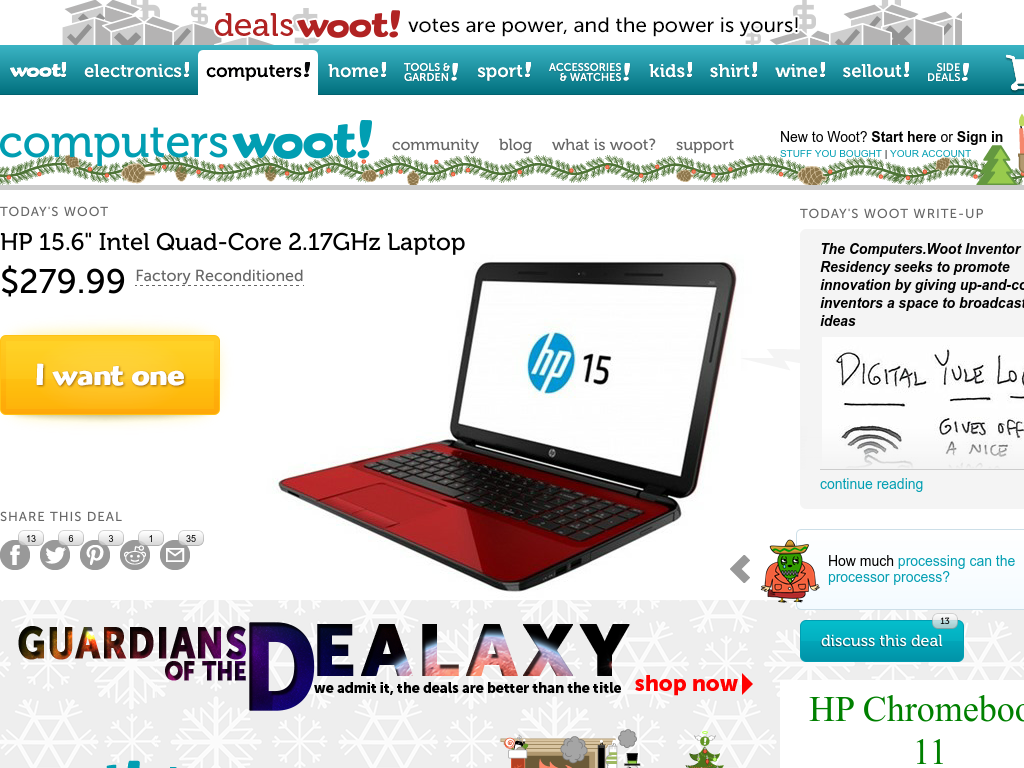 deals woot! votes are power, and the power is yours!
woot! electronics! computers! home! TOOLS & GARDEN! sport! ACCESSORIES & WATCHES! kids! shirt! wine! sellout! SIDE DEALS!
computers woot! community blog what is woot? support
New to Woot? Start here or Sign in
STUFF YOU BOUGHT | YOUR ACCOUNT
TODAY'S WOOT
HP 15.6" Intel Quad-Core 2.17GHz Laptop
$279.99 Factory Reconditioned
I want one
hp 15
hp
SHARE THIS DEAL
13 6 3 1 35
TODAY'S WOOT WRITE-UP
The Computers.Woot Inventor
Residency seeks to promote
innovation by giving up-and-co
inventors a space to broadcast
ideas
DIGITAL YULE LO
GIVES OFF
A NICE
continue reading
How much processing can the
processor process?
13
discuss this deal
GUARDIANS
OF THE
DEALAXY
we admit it, the deals are better than the title
shop now
HP Chromeboo
11